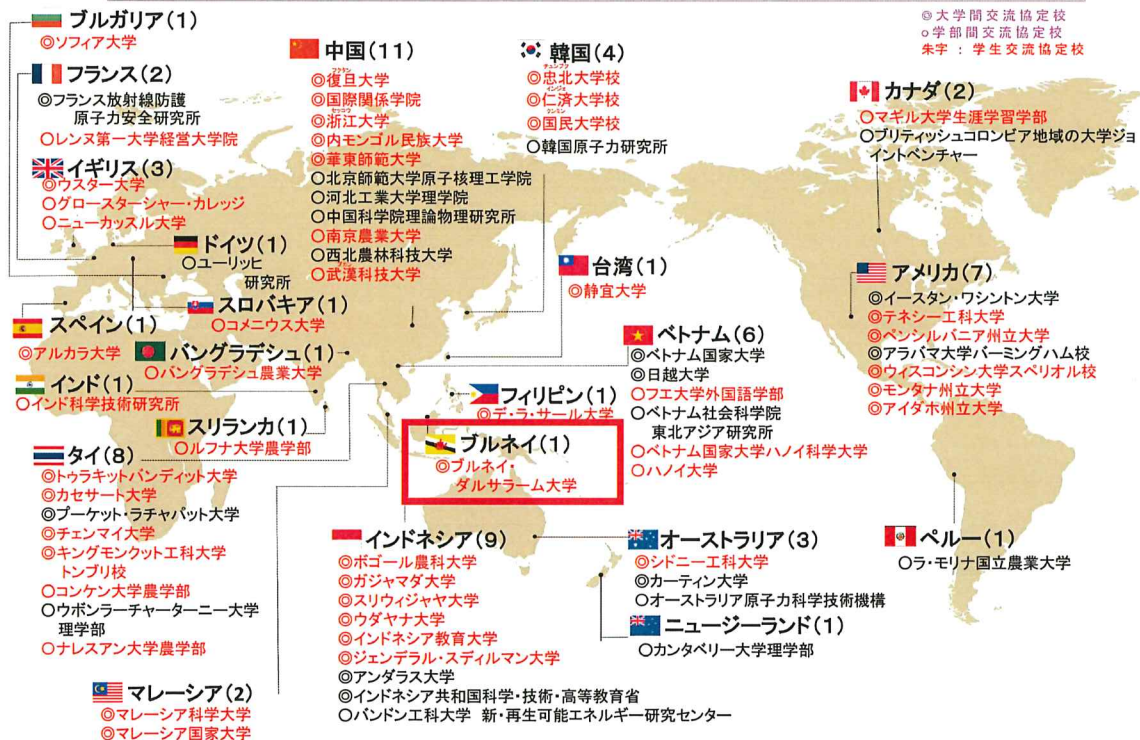 ◎大学間交流協定校
○学部間交流協定校
朱字 : 学生交流協定校
ブルガリア(1)
◎ソフィア大学
フランス(2)
◎フランス放射線防護
原子力安全研究所
○レンヌ第一大学経営大学院
イギリス(3)
◎ウスター大学
○グロースターシャー・カレッジ
○ニューカッスル大学
ドイツ(1)
○ユーリッヒ
研究所
スロバキア(1)
○コメニウス大学
スペイン(1)
◎アルカラ大学
バングラデシュ(1)
○バングラデシュ農業大学
インド(1)
○インド科学技術研究所
スリランカ(1)
○ルフナ大学農学部
タイ(8)
◎トゥラキットバンディット大学
◎カセサート大学
◎プーケット・ラチャパット大学
◎チェンマイ大学
◎キングモンクット工科大学
トンブリ校
○コンケン大学農学部
○ウボンラーチャーターニー大学
理学部
○ナレスアン大学農学部
マレーシア(2)
◎マレーシア科学大学
◎マレーシア国家大学
中国(11)
フクタン
◎復旦大学
◎国際関係学院
セッコウ
◎浙江大学
◎内モンゴル民族大学
◎華東師範大学
○北京師範大学原子核理工学院
○河北工業大学理学院
○中国科学院理論物理研究所
○南京農業大学
○西北農林科技大学
○武漢科技大学
韓国(4)
チュンブク
◎忠北大学校
インジェ
◎仁済大学校
クンミン
◎国民大学校
○韓国原子力研究所
台湾(1)
◎静宜大学
ベトナム(6)
◎ベトナム国家大学
◎日越大学
○フエ大学外国語学部
○ベトナム社会科学院
東北アジア研究所
○ベトナム国家大学ハノイ科学大学
○ハノイ大学
フィリピン(1)
◎デ・ラ・サール大学
ブルネイ(1)
◎ブルネイ・
ダルサラーム大学
インドネシア(9)
◎ボゴール農科大学
◎ガジャマダ大学
◎スリウィジャヤ大学
◎ウダヤナ大学
◎インドネシア教育大学
◎ジェンデラル・スディルマン大学
◎アンダラス大学
◎インドネシア共和国科学・技術・高等教育省
○バンドン工科大学 新・再生可能エネルギー研究センター
オーストラリア(3)
◎シドニー工科大学
◎カーティン大学
○オーストラリア原子力科学技術機構
ニュージーランド(1)
○カンタベリー大学理学部
カナダ(2)
○マギル大学生涯学習学部
○ブリティッシュコロンビア地域の大学ジョ
イントベンチャー
アメリカ(7)
◎イースタン・ワシントン大学
◎テネシー工科大学
◎ペンシルバニア州立大学
◎アラバマ大学バーミングハム校
◎ウィスコンシン大学スペリオル校
◎モンタナ州立大学
◎アイダホ州立大学
ペルー(1)
○ラ・モリナ国立農業大学